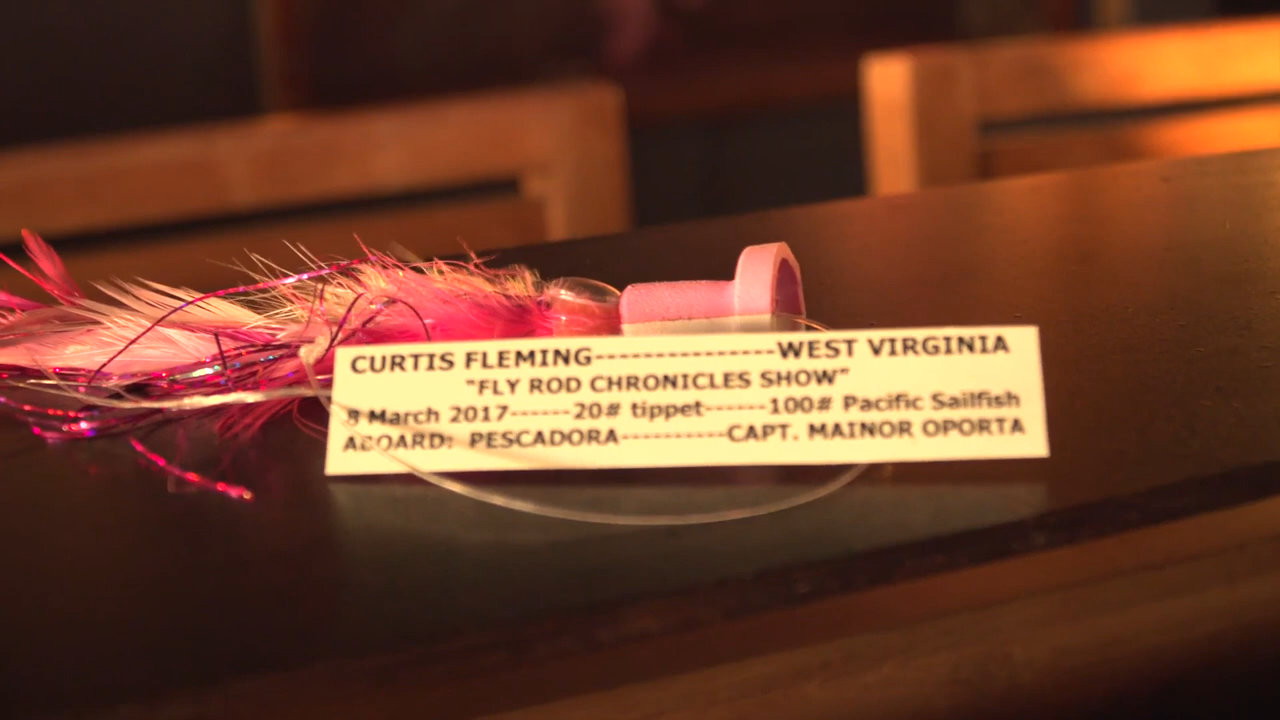 CURTIS FLEMING---------------WEST VIRGINIA
"FLY ROD CHRONICLES SHOW"
8 March 2017------20# tippet------100# Pacific Sailfish
ABOARD: PESCADORA----------CAPT. MAINOR OPORTA